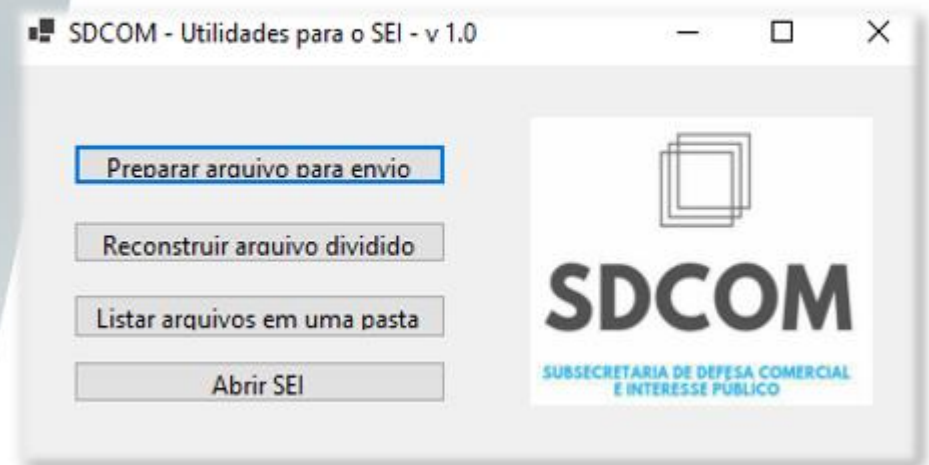 SDCOM - Utilidades para o SEI - v 1.0
Preparar arquivo para envio
Reconstruir arquivo dividido
Listar arquivos em uma pasta
Abrir SEI
SDCOM
SUBSECRETARIA DE DEFESA COMERCIAL
E INTERESSE PÚBLICO